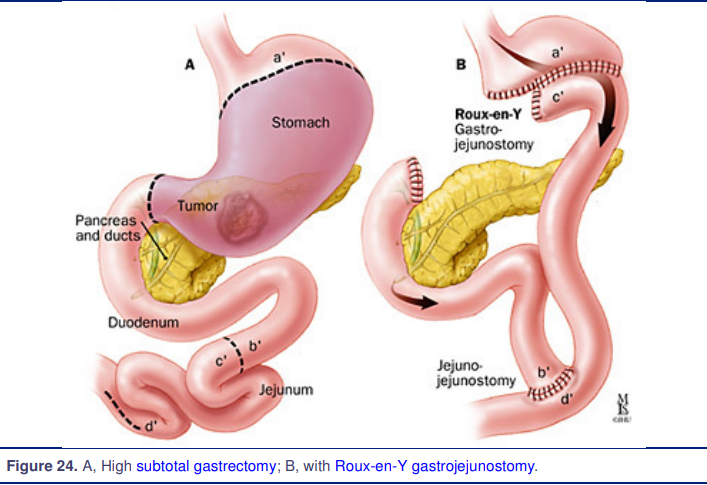 A
a'
Stomach
Tumor
Pancreas
and ducts
Duodenum
b'
c'
Jejunum
d'
B
a'
c'
Roux-en-Y
Gastro-
jejunostomy
Jejuno-
jejunostomy
b'
d'
Figure 24. A, High subtotal gastrectomy; B, with Roux-en-Y gastrojejunostomy.